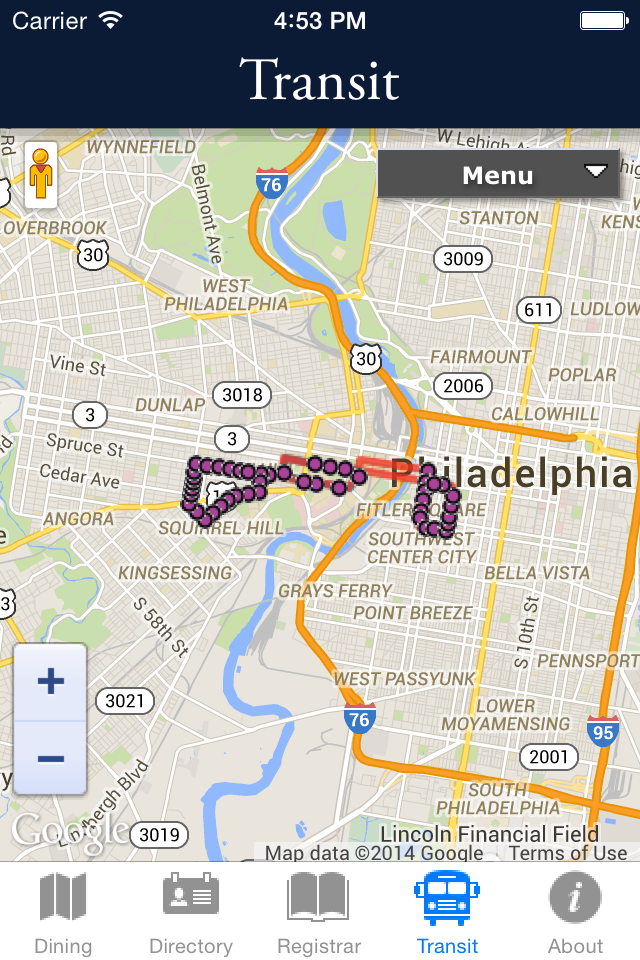 Carrier
4:53 PM
Transit
Rd
WYNNEFIELD
W Lehigh Av
76
Menu
Belmont Ave
STANTON
KENS
OVERBROOK
30
3009
WEST
PHILADELPHIA
611
LUDLOW
30
FAIRMOUNT
Vine St
3018
2006
POPLAR
3
DUNLAP
CALLOWHILL
3
Spruce St
Cedar Ave
Philadelphia
ANGORA
SQUIRREL HILL
FITLER SQUARE
SOUTHWEST
CENTER CITY
KINGSESSING
BELLA VISTA
GRAYS FERRY
POINT BREEZE
S 58th St
S 10th St
PENNSPORT
+
WEST PASSYUNK
3021
76
LOWER
MOYAMENSING
95
−
2001
Lindbergh Blvd
SOUTH
PHILADELPHIA
Google
3019
Lincoln Financial Field
Map data ©2014 Google
Terms of Use
Dining
Directory
Registrar
Transit
About